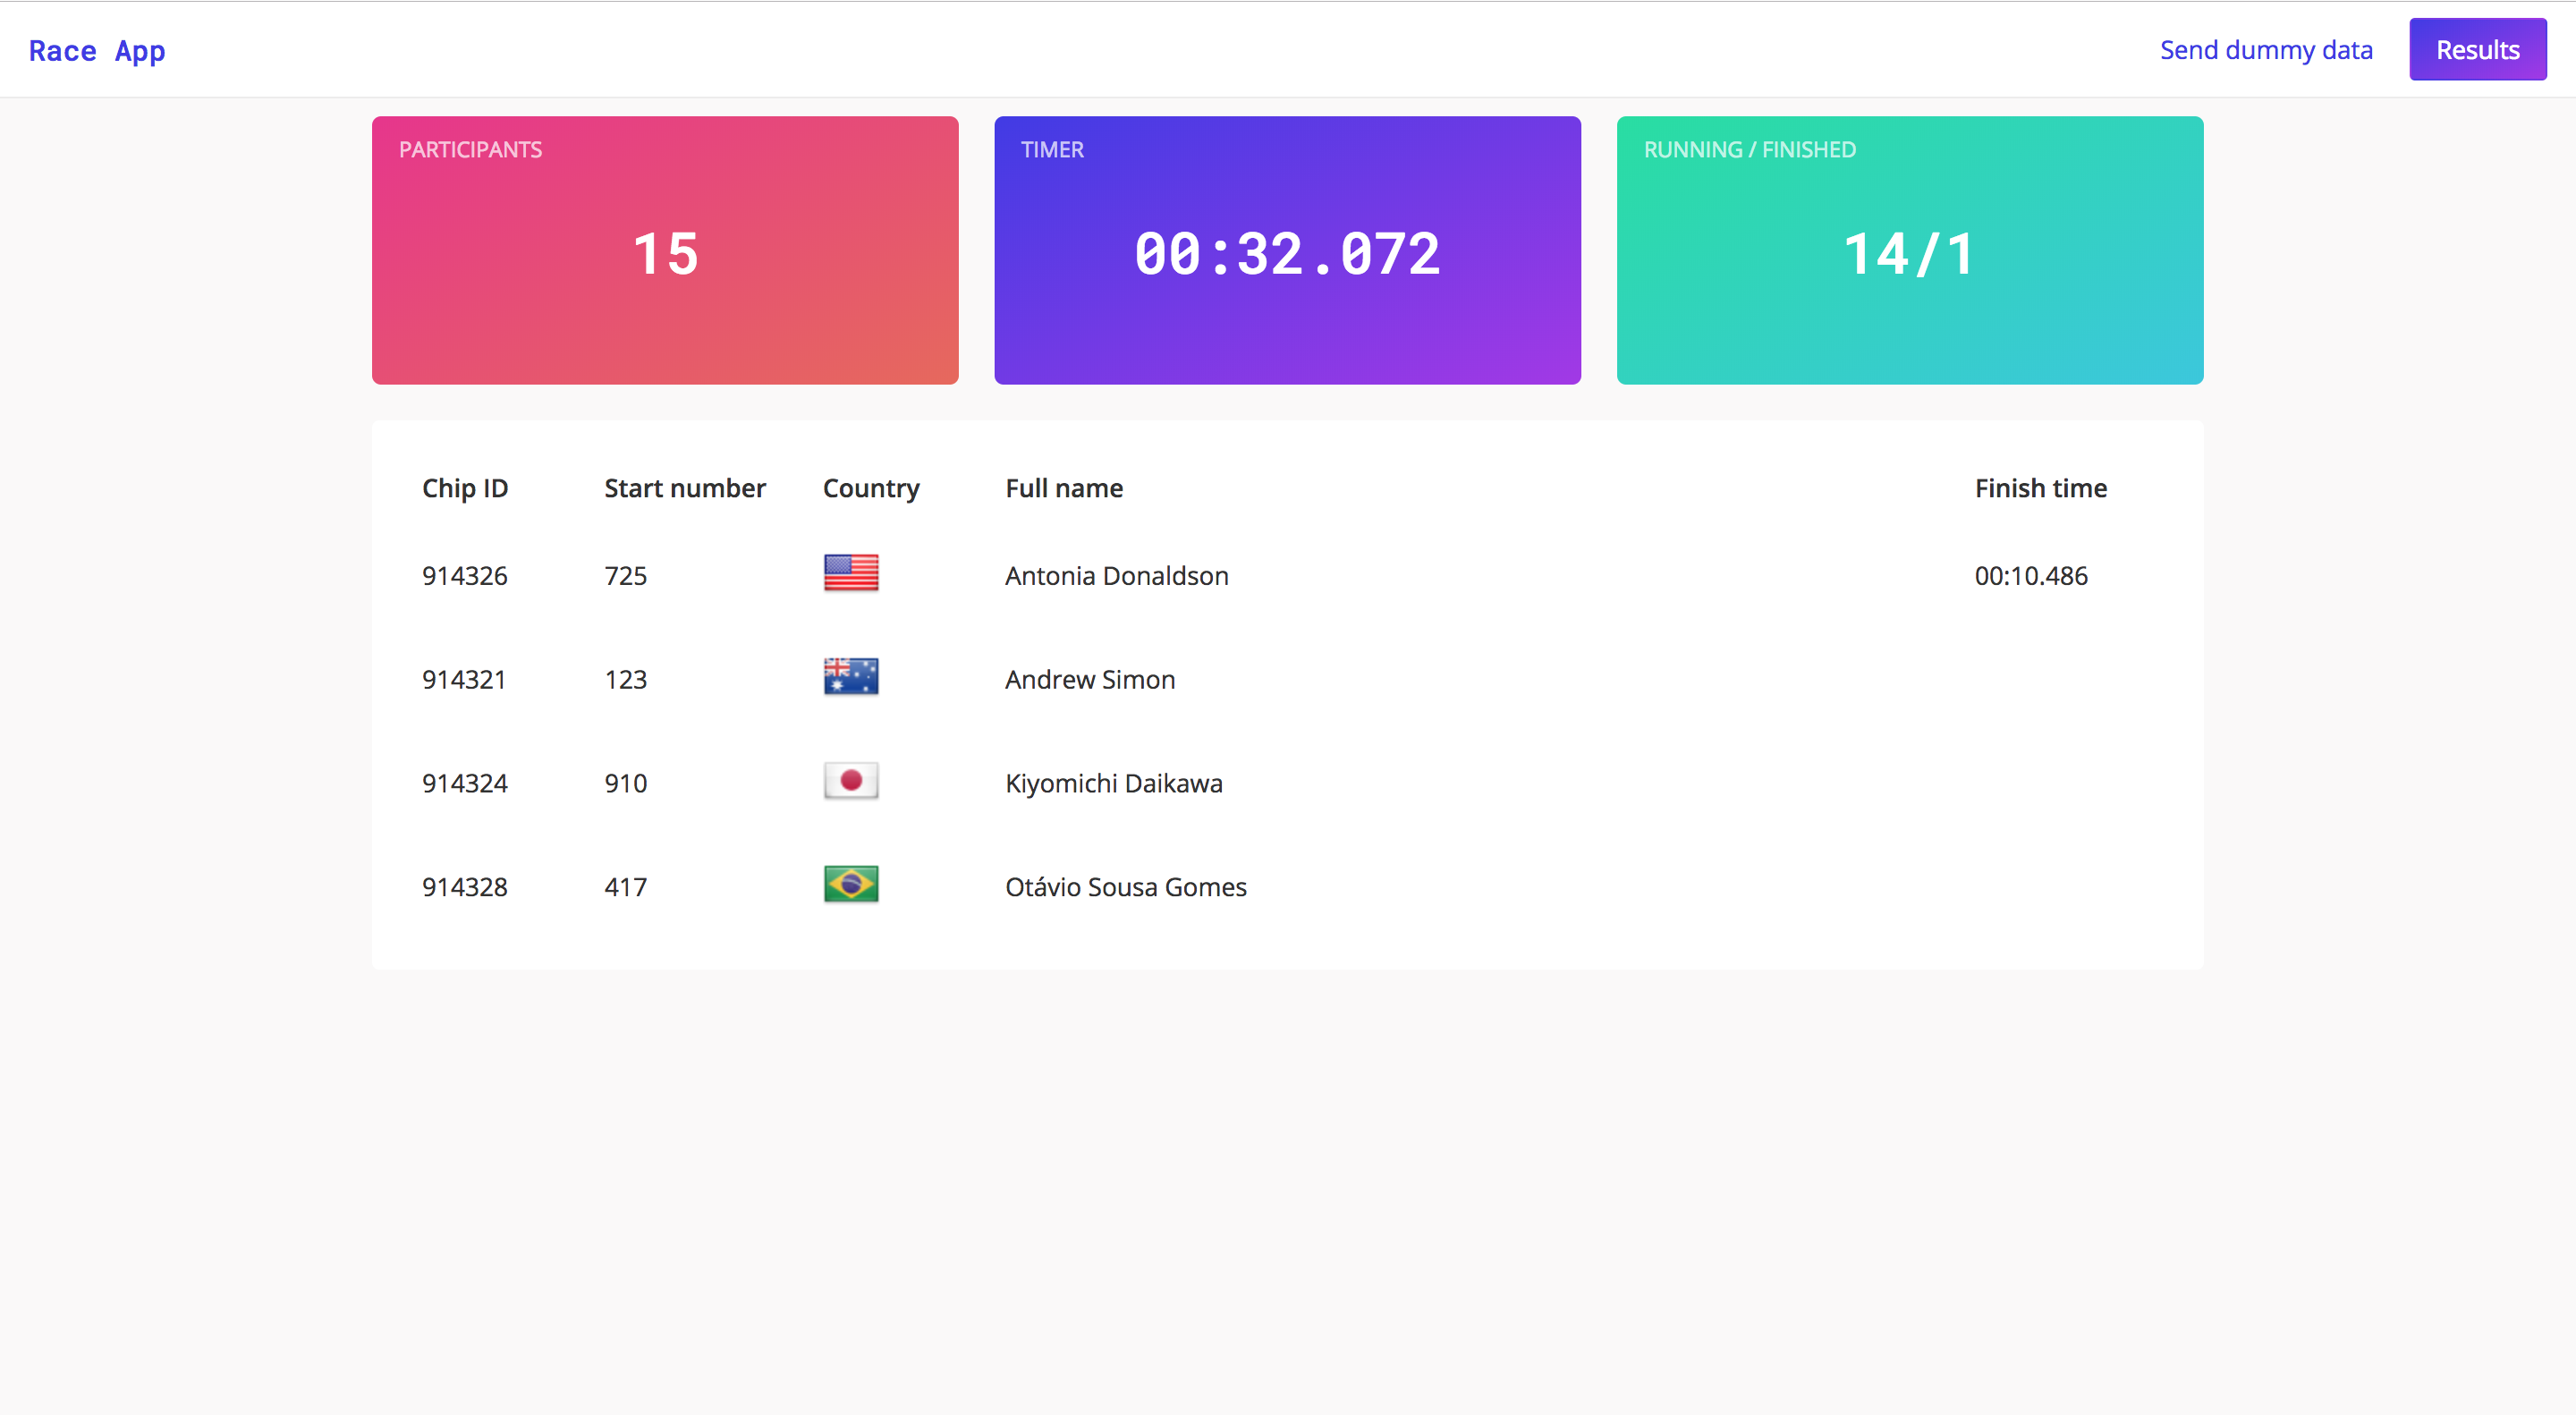 Race App
Send dummy data
Results
PARTICIPANTS
15
TIMER
00:32.072
RUNNING / FINISHED
14/1
Chip ID Start number Country Full name Finish time
914326 725 Antonia Donaldson 00:10.486
914321 123 Andrew Simon
914324 910 Kiyomichi Daikawa
914328 417 Otávio Sousa Gomes